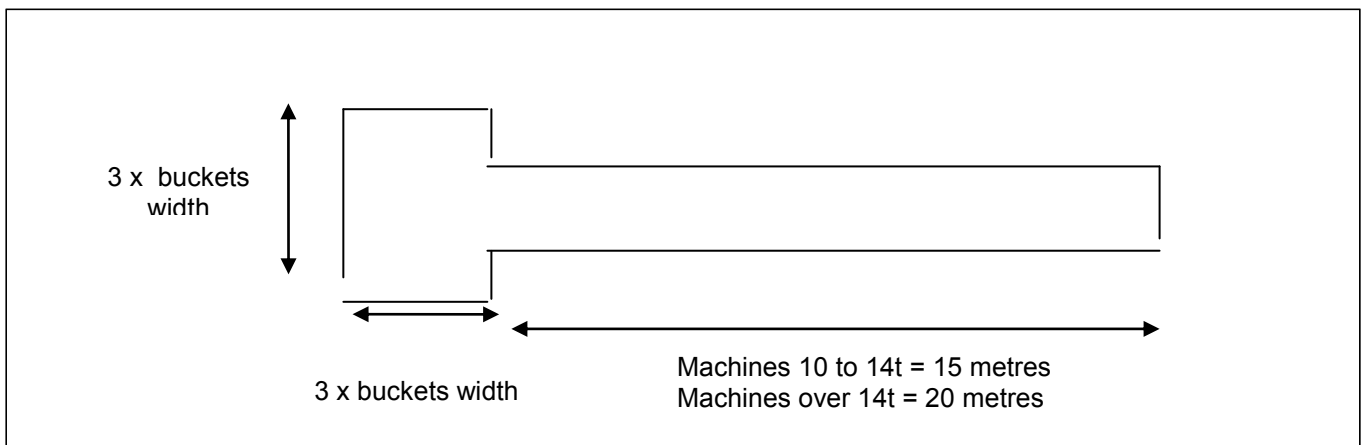 3 x buckets
width
3 x buckets width
Machines 10 to 14t = 15 metres
Machines over 14t = 20 metres